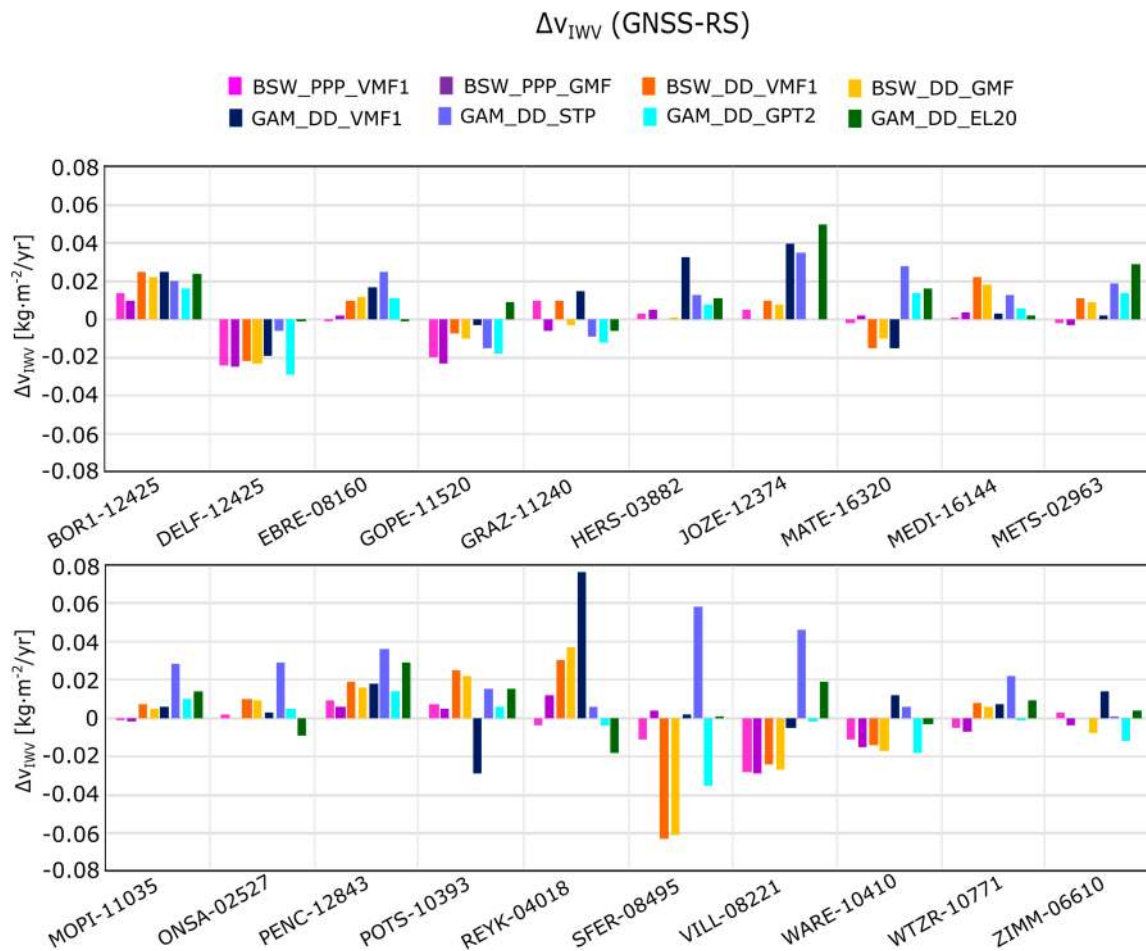 Δv_IWV (GNSS-RS)
BSW_PPP_VMF1 BSW_PPP_GMF BSW_DD_VMF1 BSW_DD_GMF
GAM_DD_VMF1 GAM_DD_STP GAM_DD_GPT2 GAM_DD_EL20
Δv_IWV [kg·m⁻²/yr]
0.08
0.06
0.04
0.02
0
-0.02
-0.04
-0.06
-0.08
BOR1-12425 DELF-12425 EBRE-08160 GOPE-11520 GRAZ-11240 HERS-03882 JOZE-12374 MATE-16320 MEDI-16144 METS-02963
Δv_IWV [kg·m⁻²/yr]
0.08
0.06
0.04
0.02
0
-0.02
-0.04
-0.06
-0.08
MOPI-11035 ONSA-02527 PENC-12843 POTS-10393 REYK-04018 SFER-08495 VILL-08221 WARE-10410 WTZR-10771 ZIMM-06610